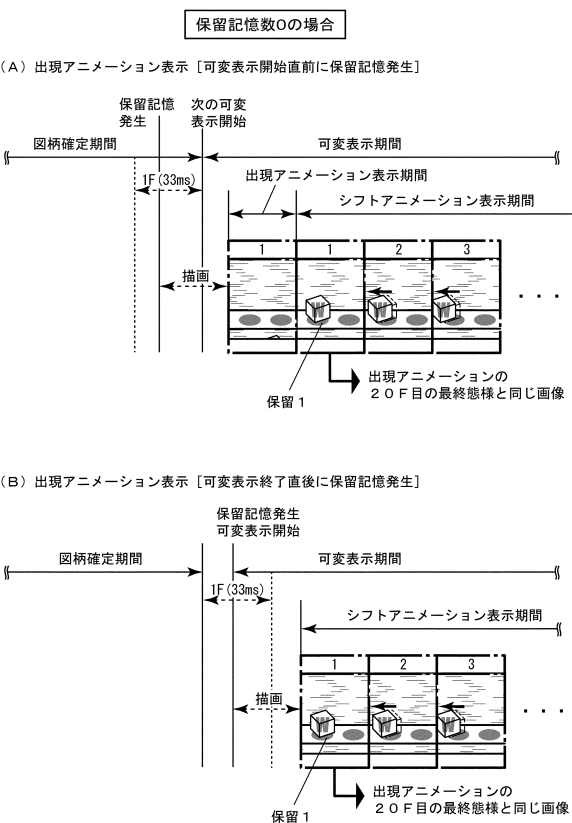 保留記憶数0の場合
(A) 出現アニメーション表示 [可変表示開始直前に保留記憶発生]
保留記憶
発生
次の可変
表示開始
図柄確定期間
可変表示期間
1F(33ms)
出現アニメーション表示期間
シフトアニメーション表示期間
1 1 2 3
描画
W W W
・・・
出現アニメーションの
20F目の最終態様と同じ画像
保留1
(B) 出現アニメーション表示 [可変表示終了直後に保留記憶発生]
保留記憶発生
可変表示開始
図柄確定期間
可変表示期間
1F(33ms)
シフトアニメーション表示期間
1 2 3
描画
W W W
・・・
出現アニメーションの
20F目の最終態様と同じ画像
保留1